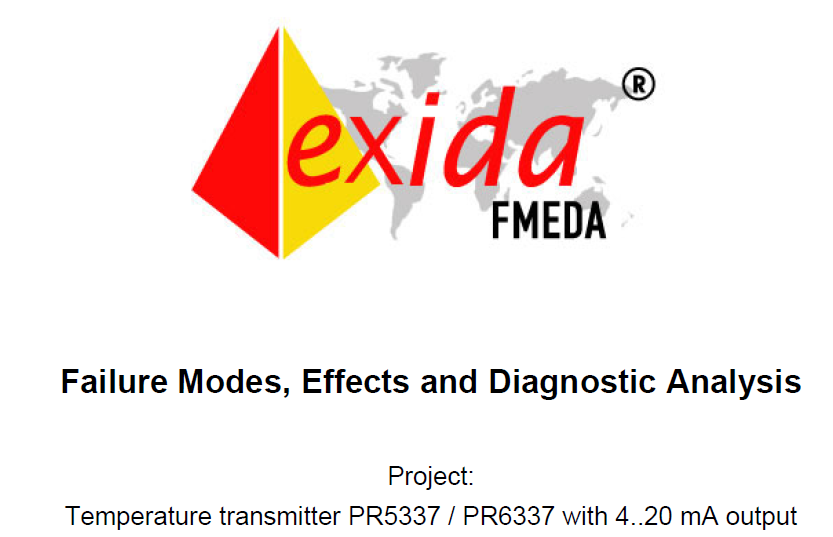 ®
exida
FMEDA
Failure Modes, Effects and Diagnostic Analysis
Project:
Temperature transmitter PR5337 / PR6337 with 4..20 mA output